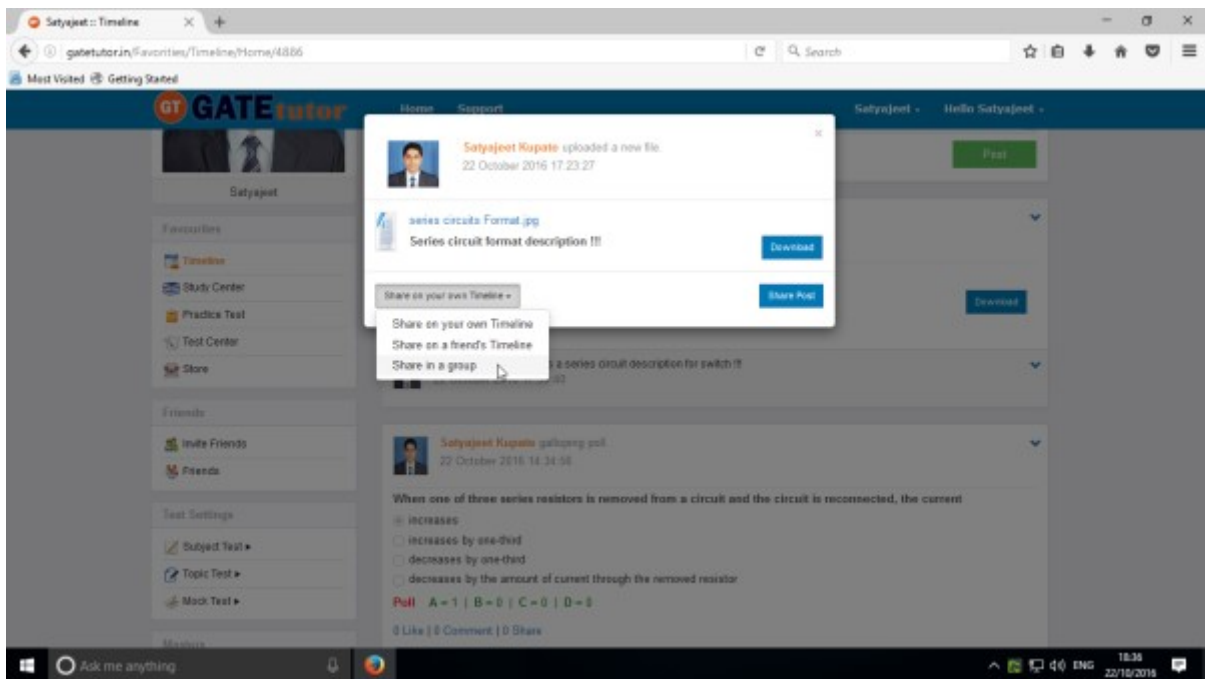 Satyajeet :: Timeline
gatetutor.in/Favorities/Timeline/Home/4886
Search
Most Visited
Getting Started
GT GATEtutor
Home
Support
Satyajeet
Hello Satyajeet
Satyajeet Kupate uploaded a new file.
22 October 2016 17:23:27
×
Post
Satyajeet
series circuits Format.jpg
Series circuit format description !!!
Download
Favourites
Timeline
Study Center
Practice Test
Test Center
Store
Share on your own Timeline
Share Post
Download
Share on your own Timeline
Share on a friend's Timeline
Share in a group
a series circuit description for switch !!!
Friends
Invite Friends
Friends
Satyajeet Kupate gatiopng poll.
22 October 2016 14:34:56
When one of three series resistors is removed from a circuit and the circuit is reconnected, the current
increases
increases by one-third
decreases by one-third
decreases by the amount of current through the removed resistor
Poll A = 1 | B = 0 | C = 0 | D = 0
0 Like | 0 Comment | 0 Share
Test Settings
Subject Test
Topic Test
Mock Test
Ask me anything
ENG
18:36
22/10/2016